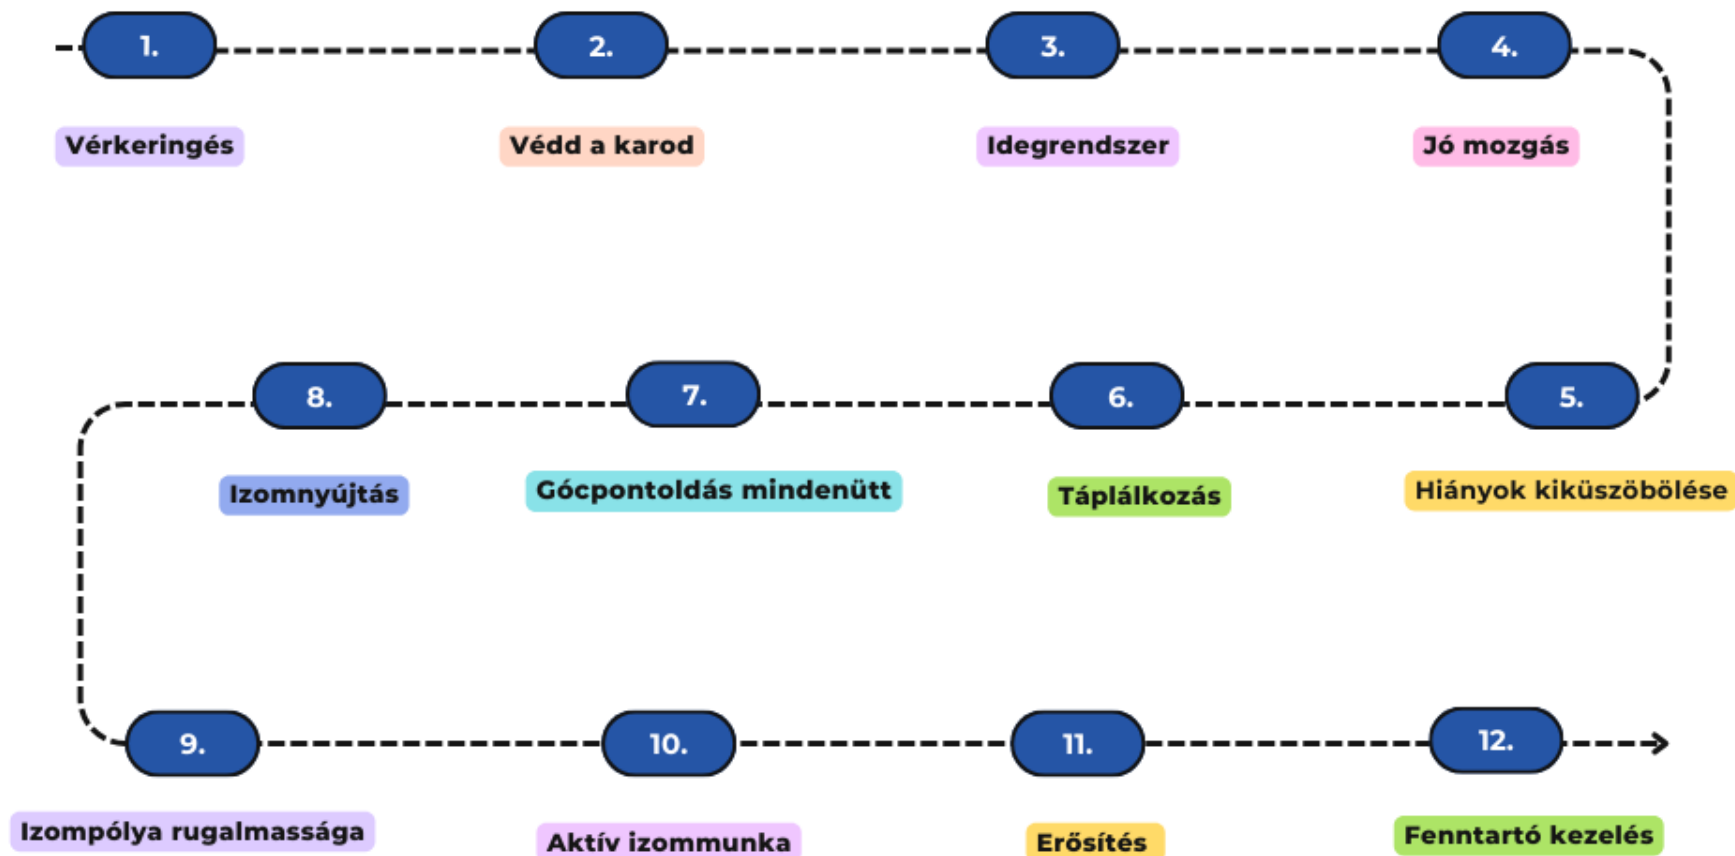 1.
2.
3.
4.
Vérkeringés
Védd a karod
Idegrendszer
Jó mozgás
8.
7.
6.
5.
Izomnyújtás
Gócpontoldás mindenütt
Táplálkozás
Hiányok kiküszöbölése
9.
10.
11.
12.
Izompólya rugalmassága
Aktív izommunka
Erősítés
Fenntartó kezelés